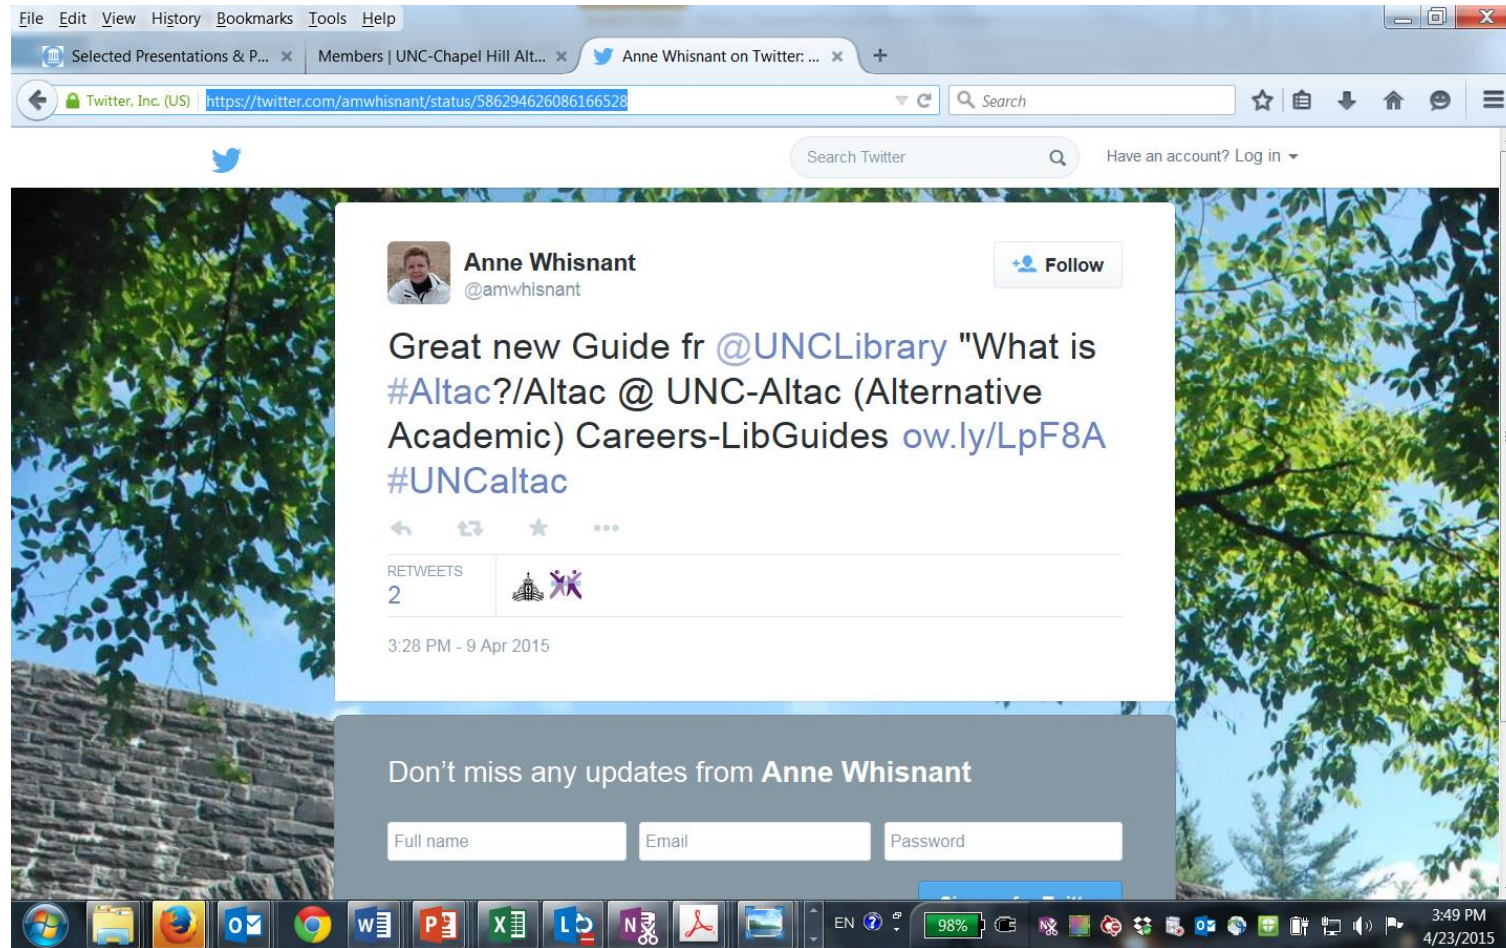 File Edit View History Bookmarks Tools Help
Selected Presentations & P... Members | UNC-Chapel Hill Alt... Anne Whisnant on Twitter: ...
Twitter, Inc. (US) https://twitter.com/amwhisnant/status/586294626086166528 Search
Search Twitter Have an account? Log in
Anne Whisnant Follow
@amwhisnant
Great new Guide fr @UNCLibrary "What is
#Altac?/Altac @ UNC-Altac (Alternative
Academic) Careers-LibGuides ow.ly/LpF8A
#UNCaltac
RETWEETS
2
3:28 PM - 9 Apr 2015
Don't miss any updates from Anne Whisnant
Full name Email Password
EN 98% 3:49 PM
4/23/2015